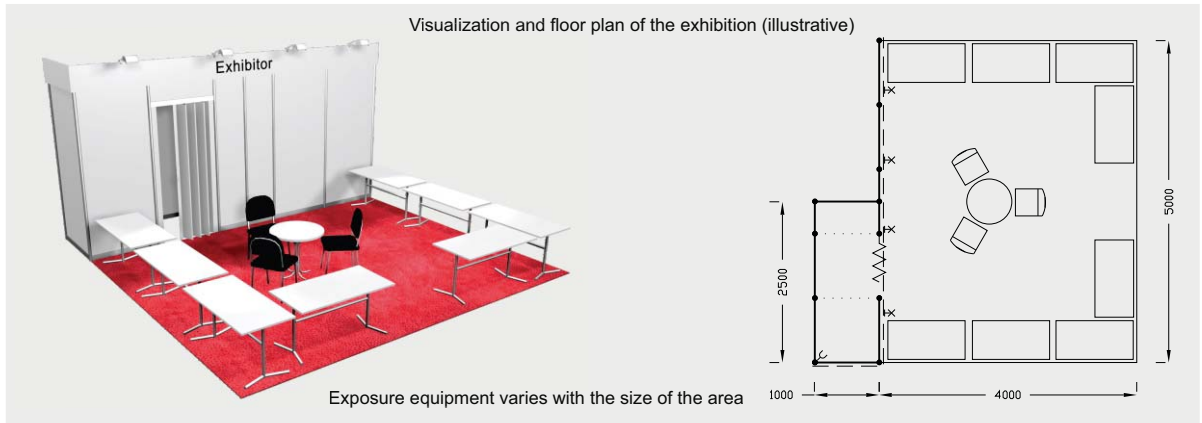 Visualization and floor plan of the exhibition (illustrative)
Exhibitor
5000
2500
1000
4000
Exposure equipment varies with the size of the area